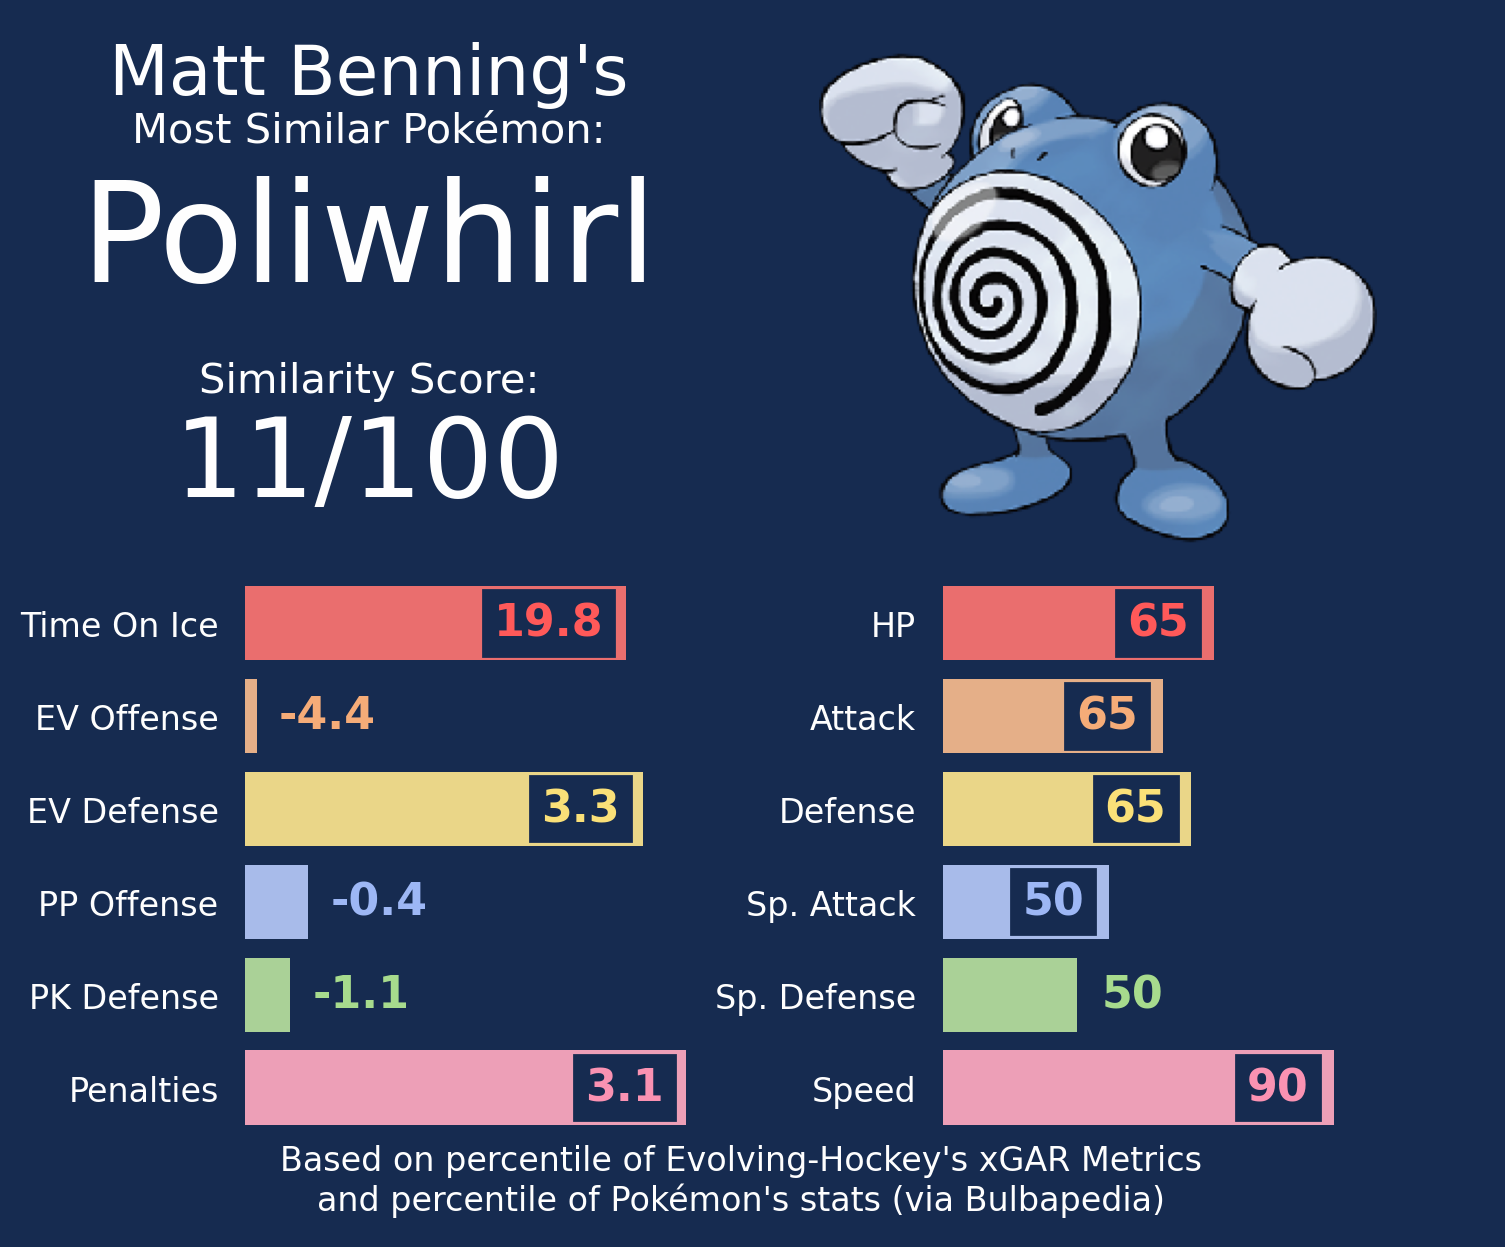 Matt Benning's
Most Similar Pokémon:
Poliwhirl
Similarity Score:
11/100
Time On Ice 19.8
EV Offense -4.4
EV Defense 3.3
PP Offense -0.4
PK Defense -1.1
Penalties 3.1
HP 65
Attack 65
Defense 65
Sp. Attack 50
Sp. Defense 50
Speed 90
Based on percentile of Evolving-Hockey's xGAR Metrics
and percentile of Pokémon's stats (via Bulbapedia)